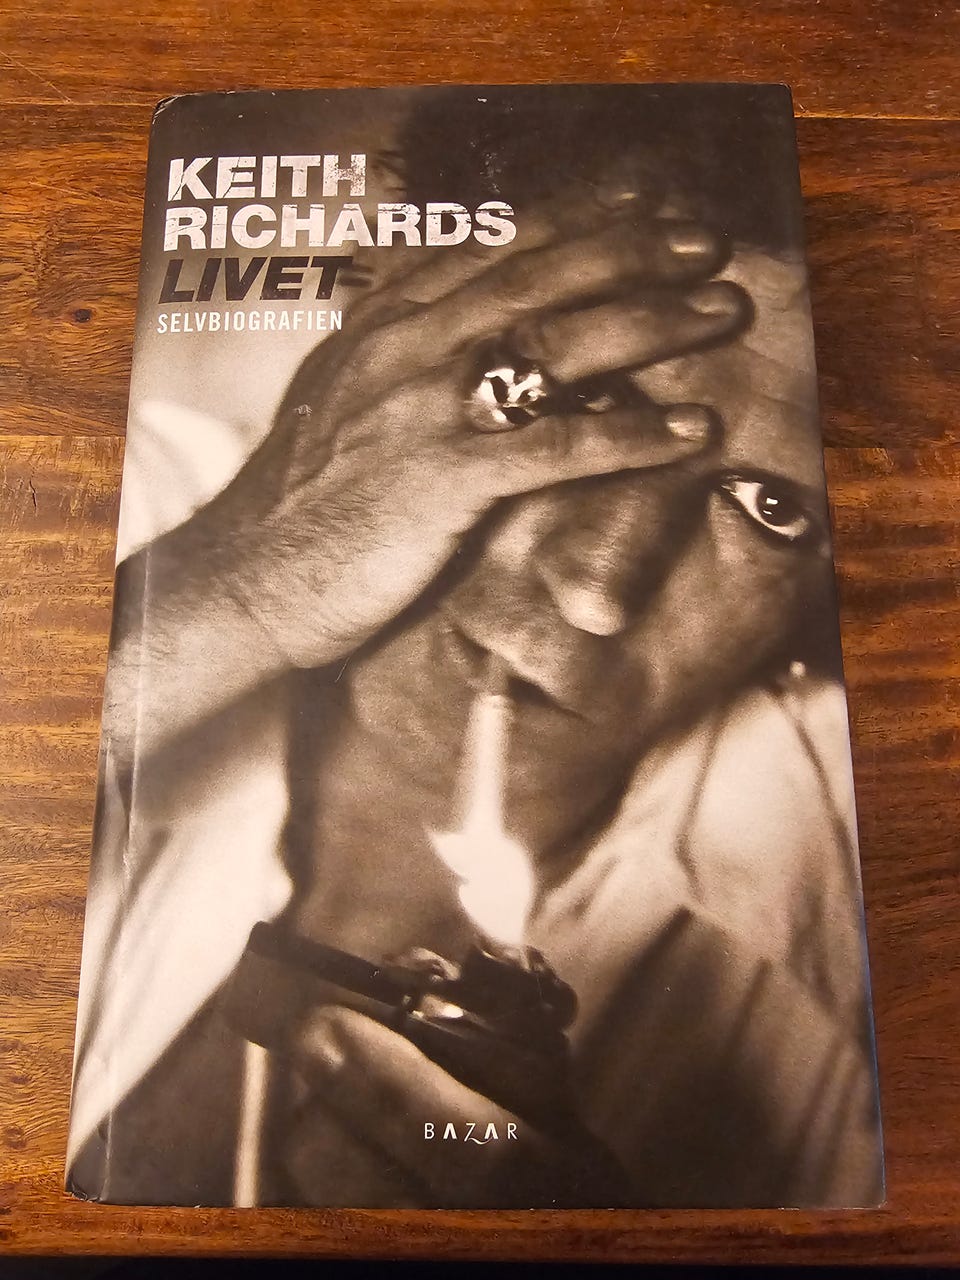 KEITH
RICHARDS
LIVET
SELVBIOGRAFIEN
BAZAR